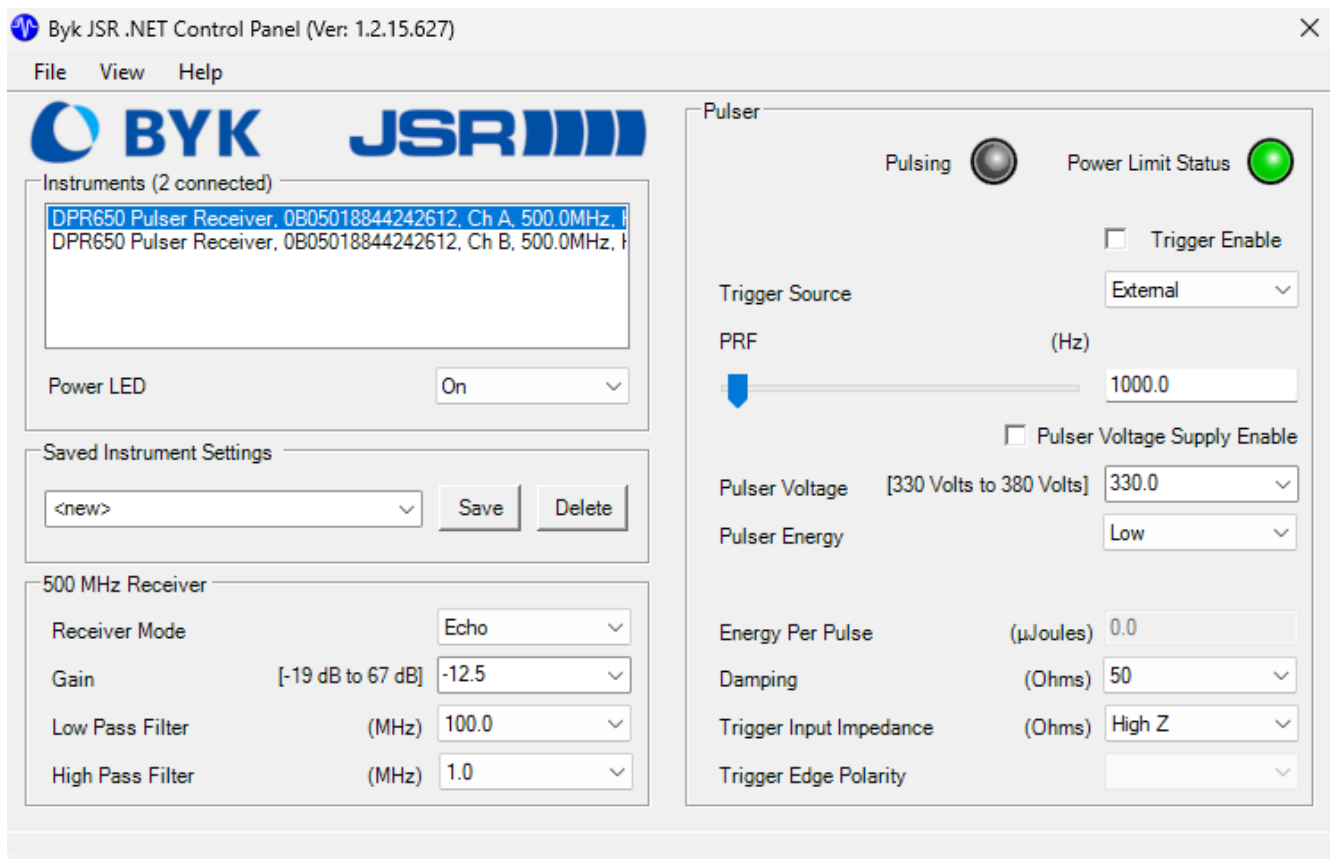 Byk JSR .NET Control Panel (Ver: 1.2.15.627)
File View Help
BYK JSR
Instruments (2 connected)
DPR650 Pulser Receiver, 0B05018844242612, Ch A, 500.0MHz,
DPR650 Pulser Receiver, 0B05018844242612, Ch B, 500.0MHz,
Power LED On
Saved Instrument Settings
<new> Save Delete
500 MHz Receiver
Receiver Mode Echo
Gain [-19 dB to 67 dB] -12.5
Low Pass Filter (MHz) 100.0
High Pass Filter (MHz) 1.0
Pulser
Pulsing Power Limit Status
Trigger Enable
Trigger Source External
PRF (Hz)
1000.0
Pulser Voltage Supply Enable
Pulser Voltage [330 Volts to 380 Volts] 330.0
Pulser Energy Low
Energy Per Pulse (µJoules) 0.0
Damping (Ohms) 50
Trigger Input Impedance (Ohms) High Z
Trigger Edge Polarity